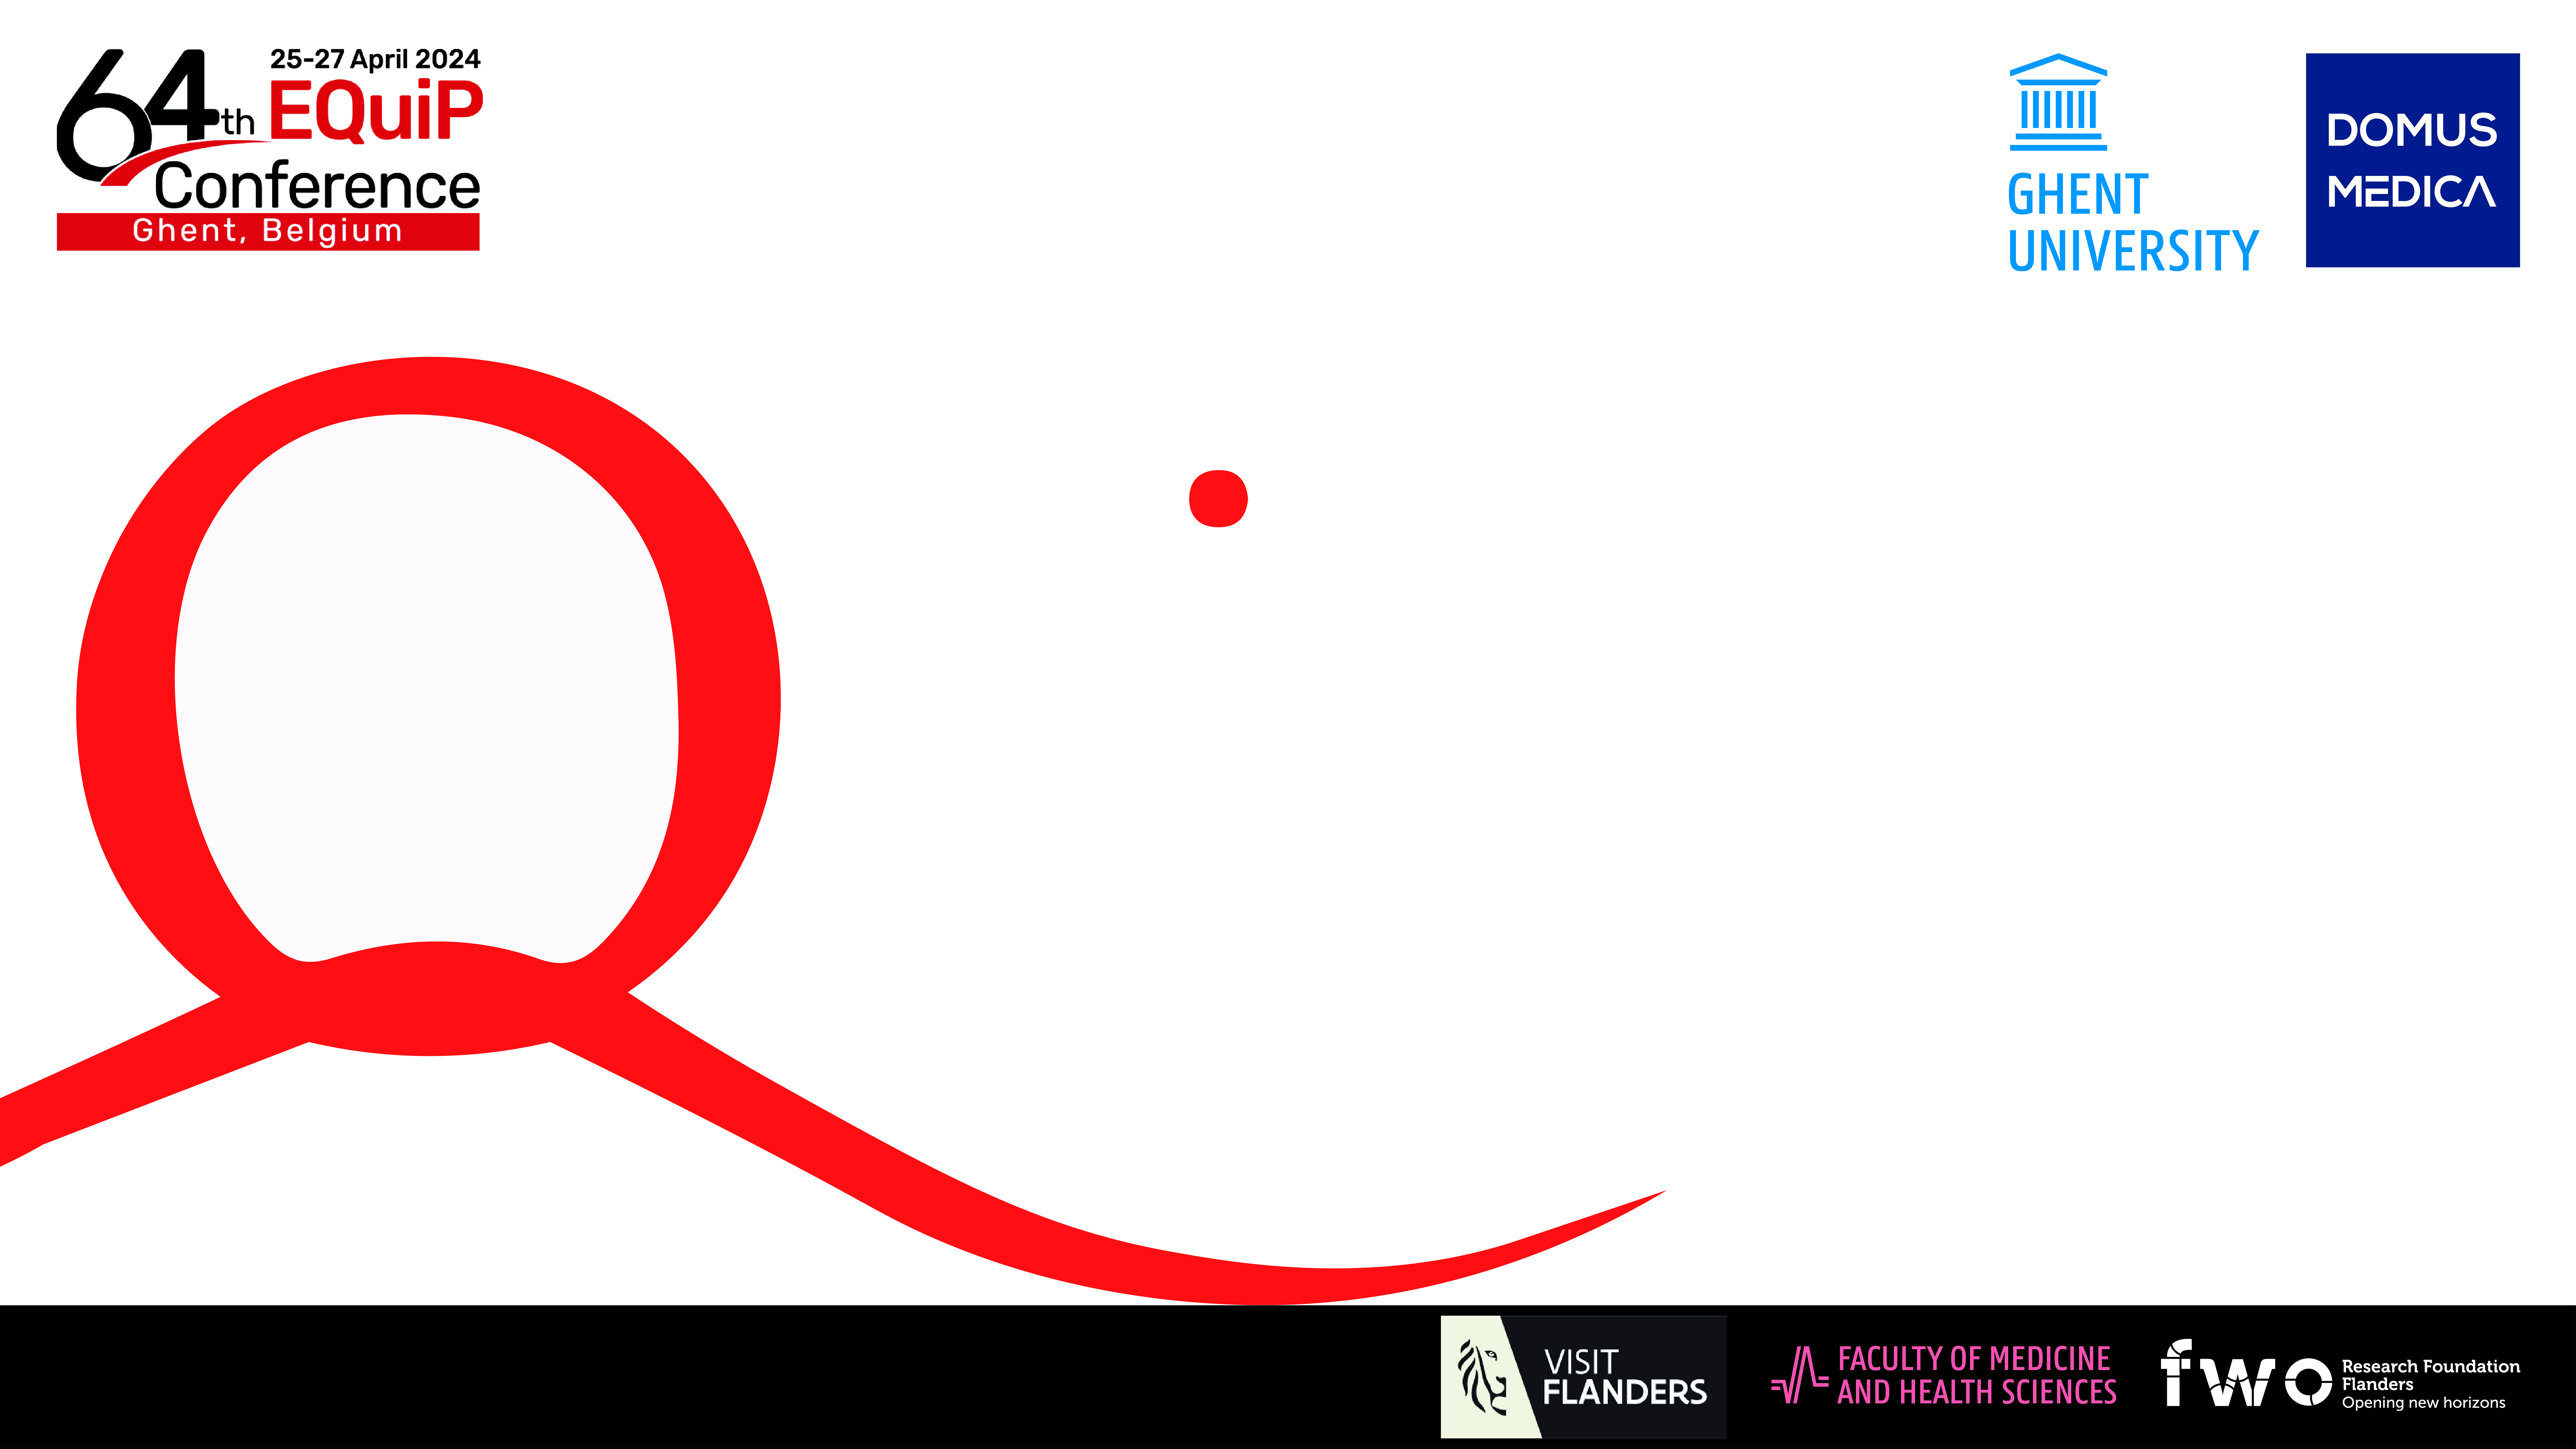 25-27 April 2024
64th EQuiP
Conference
Ghent, Belgium
GHENT
UNIVERSITY
DOMUS
MEDICA
VISIT
FLANDERS
FACULTY OF MEDICINE
AND HEALTH SCIENCES
fwo
Research Foundation
Flanders
Opening new horizons